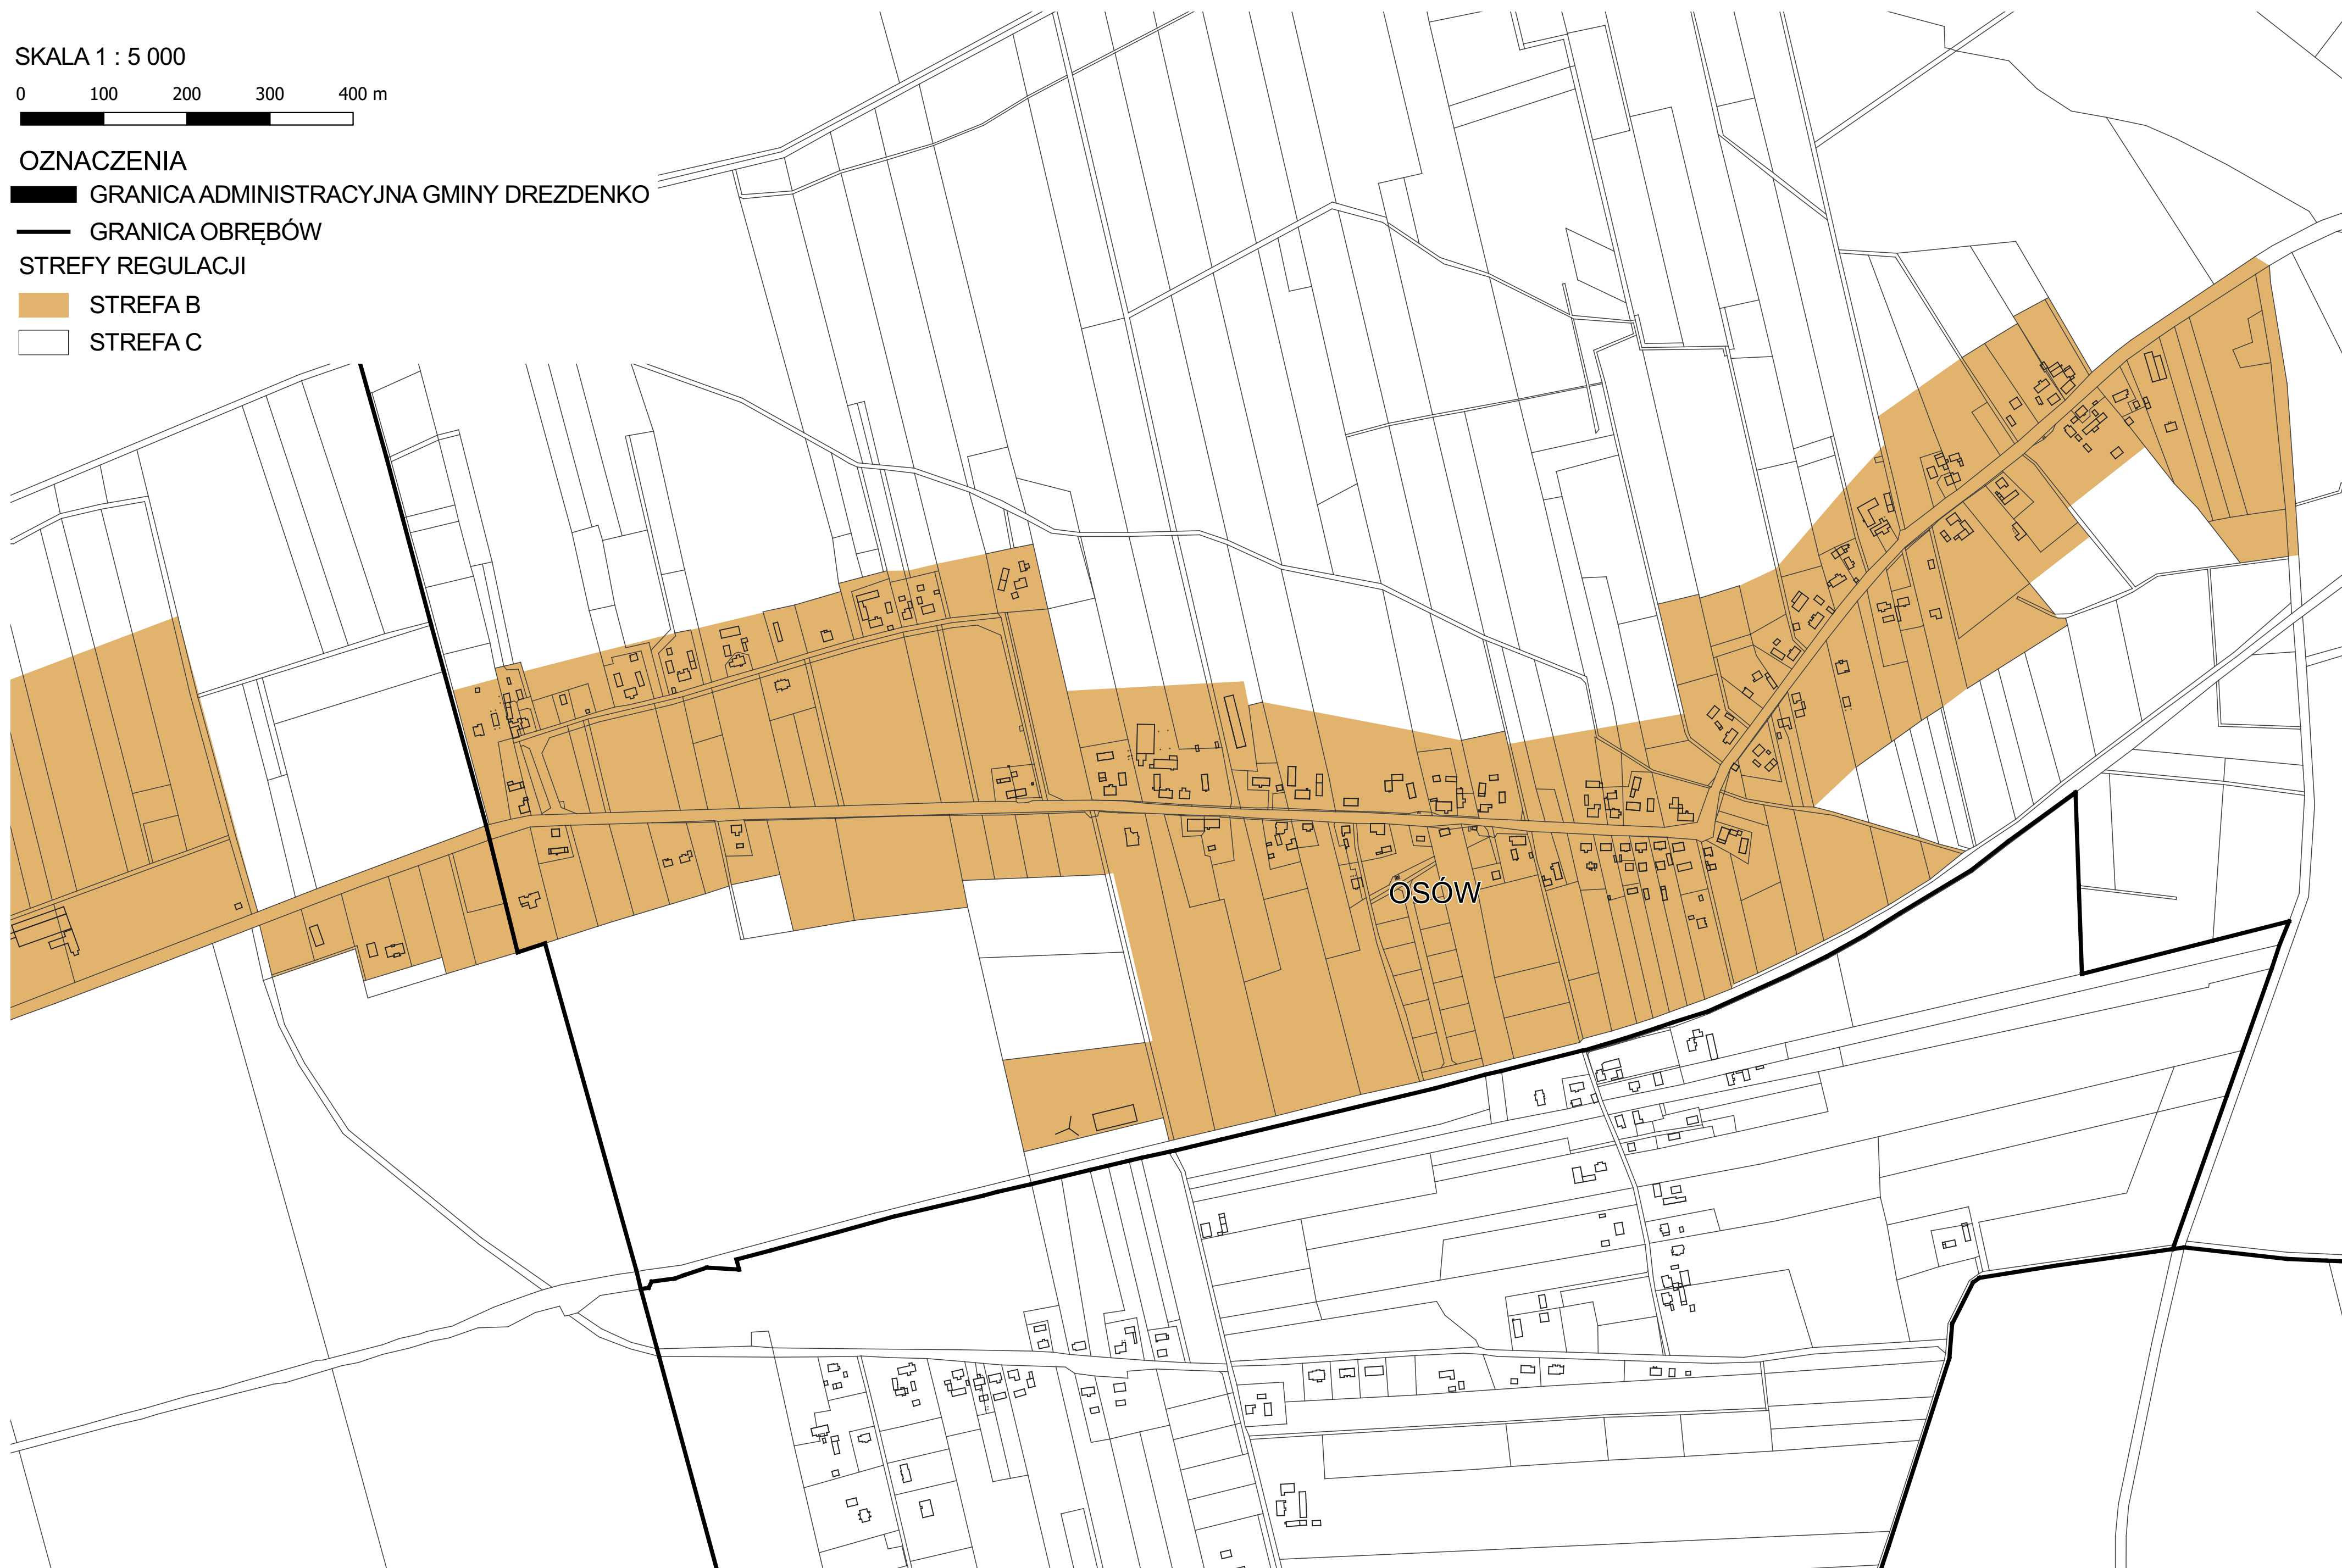 SKALA 1 : 5 000
0 100 200 300 400 m
OZNACZENIA
GRANICA ADMINISTRACYJNA GMINY DREZDENKO
GRANICA OBRĘBÓW
STREFY REGULACJI
STREFA B
STREFA C
OSÓW